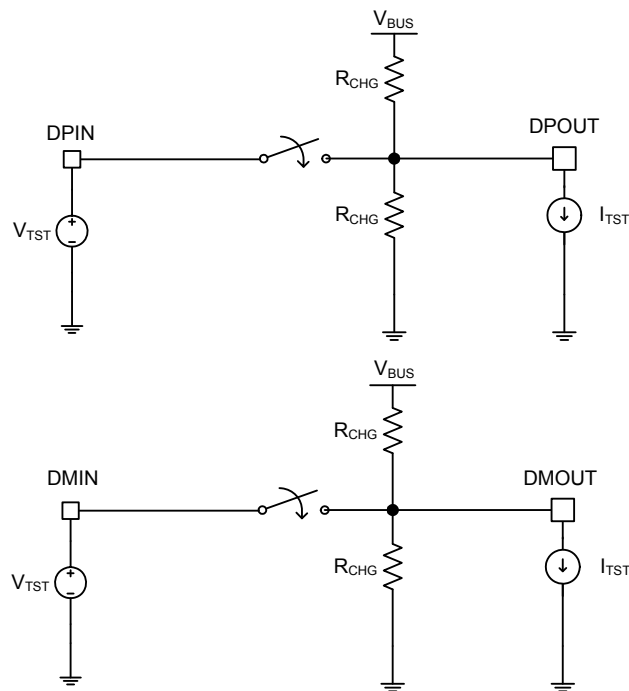 VBUS
RCHG
DPIN
DPOUT
RCHG
VTST
+
-
ITST
VBUS
RCHG
DMIN
DMOUT
RCHG
VTST
+
-
ITST